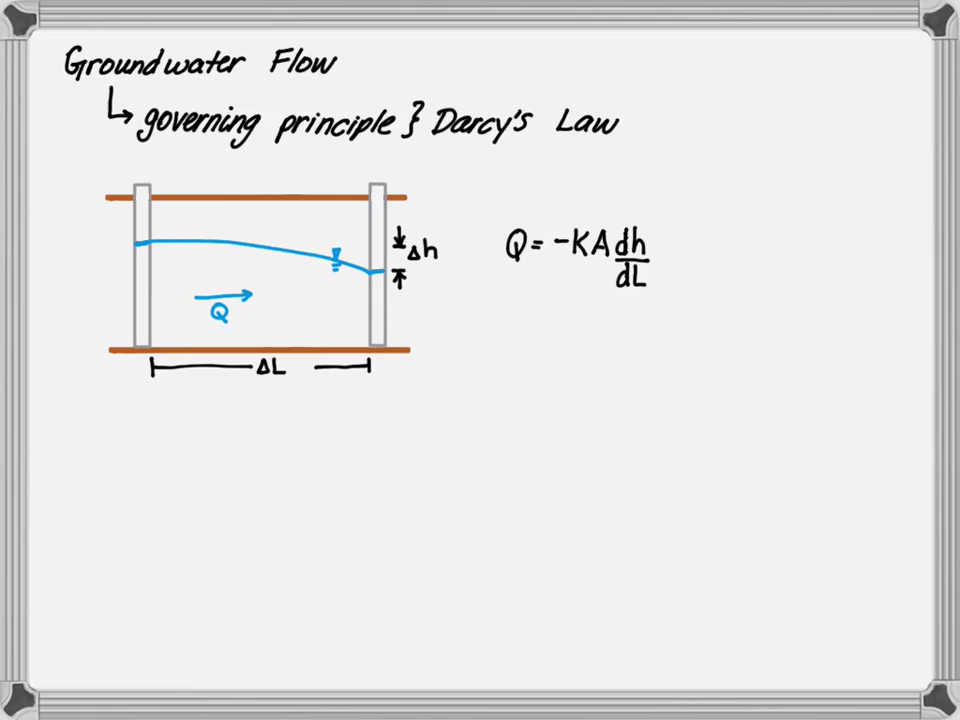 Groundwater Flow
↳ governing principle } Darcy's Law
Δh
Q = -KA dh/dL
Q
ΔL